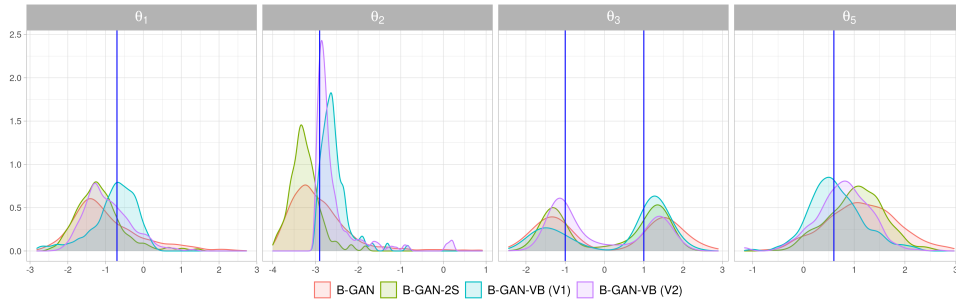 θ1 θ2 θ3 θ5
2.5
2.0
1.5
1.0
0.5
0.0
-3 -2 -1 0 1 2 3 -4 -3 -2 -1 0 1 -2 -1 0 1 2 3 -1 0 1 2 3
B-GAN B-GAN-2S B-GAN-VB (V1) B-GAN-VB (V2)